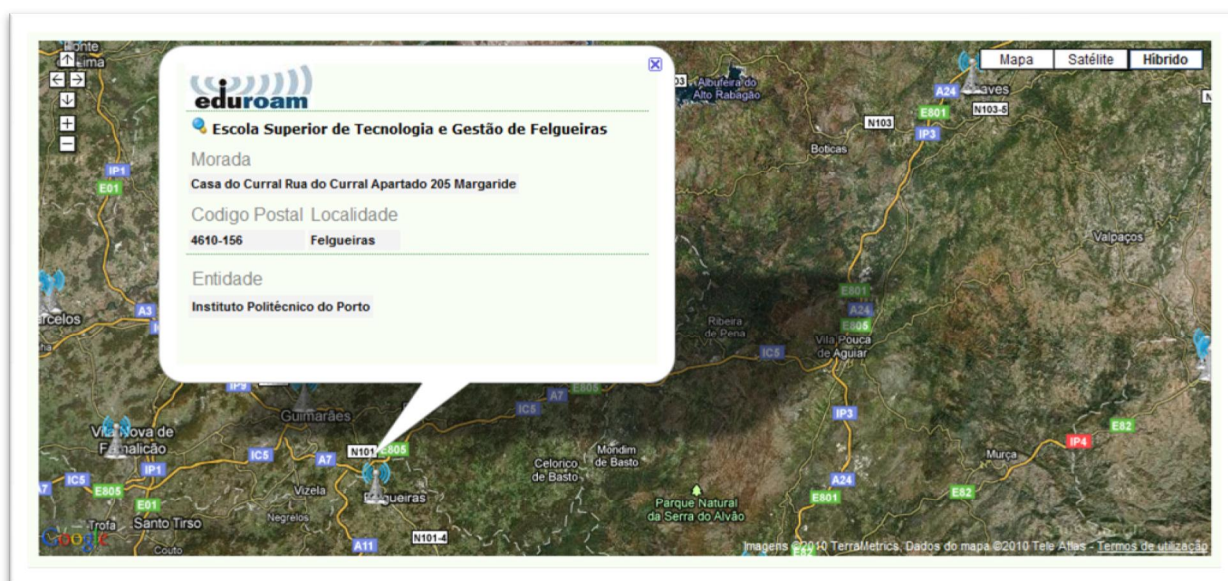 eduroam
Escola Superior de Tecnologia e Gestão de Felgueiras
Morada
Casa do Curral Rua do Curral Apartado 205 Margaride
Codigo Postal Localidade
4610-156 Felgueiras
Entidade
Instituto Politécnico do Porto
Mapa Satélite Híbrido
Albufeira do
Alto Rabagão
A24
N103-5
E801
N103
IP3
Boticas
IP1
E01
Valpaços
A3
E801
A24
E805
Ribeira
de Pena
Vila Pouca
de Aguiar
IC5
IP9
E805
A7
IC5
Guimarães
IP3
Vila Nova de
Famalicão
E82
IP4
N101
E805
IC5
A7
IP1
Mondim
de Basto
Celorico
de Basto
Murça
IC5
A7
E805
Vizela
Felgueiras
A24
E801
E82
E01
Parque Natural
da Serra do Alvão
Negrelos
Trofa
Santo Tirso
N101-4
Google
Couto
A11
Imagens ©2010 TerraMetrics, Dados do mapa ©2010 Tele Atlas - Termos de utilização